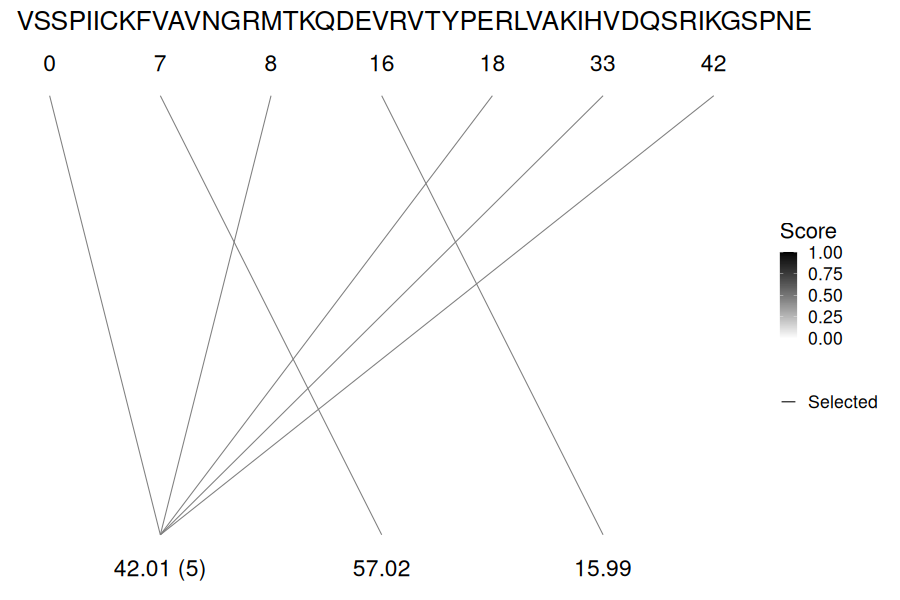 VSSPIICKFVAVNGRMTKQDEVRVTYPERLVAKIHVDQSRIKGSPNE
0 7 8 16 18 33 42
Score
1.00
0.75
0.50
0.25
0.00
Selected
42.01 (5) 57.02 15.99